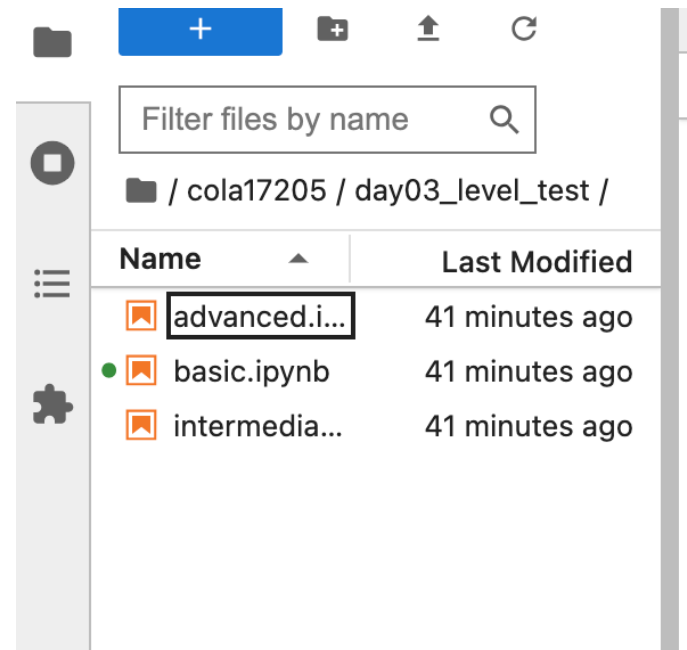 Filter files by name
/ cola17205 / day03_level_test /
Name Last Modified
advanced.i... 41 minutes ago
basic.ipynb 41 minutes ago
intermedia... 41 minutes ago